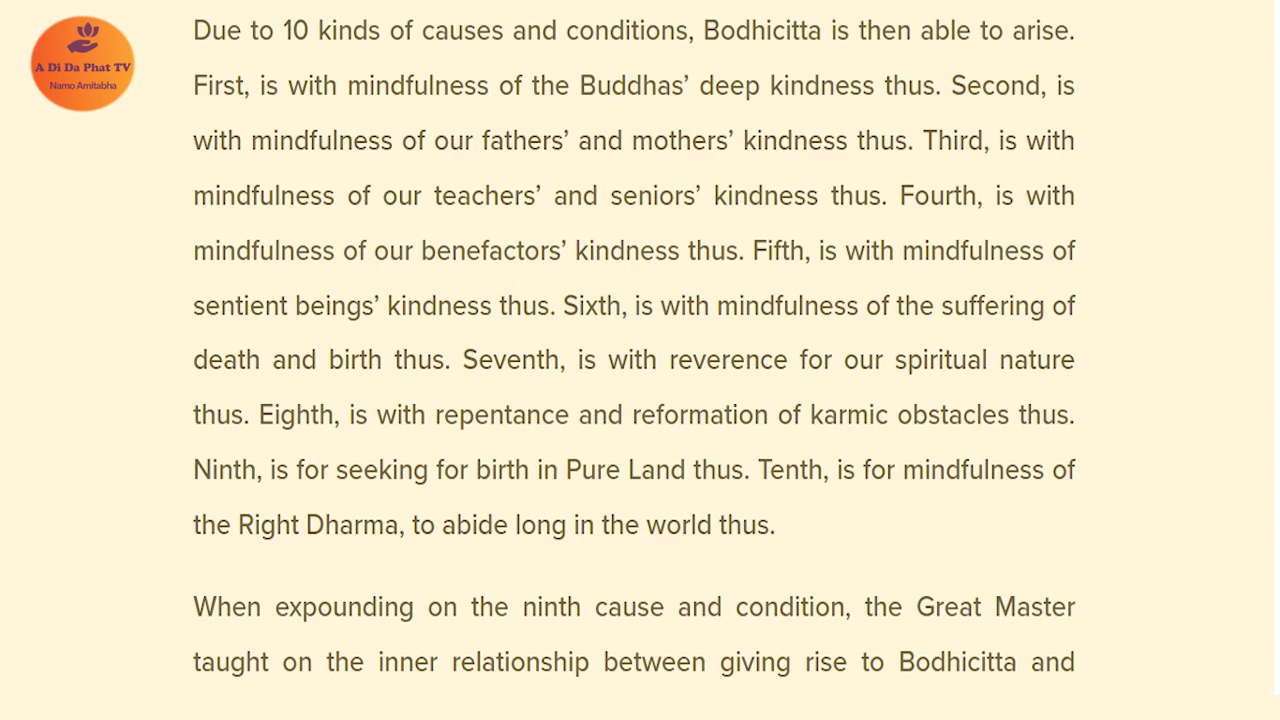 A Di Da Phat TV
Namo Amitabha
Due to 10 kinds of causes and conditions, Bodhicitta is then able to arise.
First, is with mindfulness of the Buddhas’ deep kindness thus. Second, is
with mindfulness of our fathers’ and mothers’ kindness thus. Third, is with
mindfulness of our teachers’ and seniors’ kindness thus. Fourth, is with
mindfulness of our benefactors’ kindness thus. Fifth, is with mindfulness of
sentient beings’ kindness thus. Sixth, is with mindfulness of the suffering of
death and birth thus. Seventh, is with reverence for our spiritual nature
thus. Eighth, is with repentance and reformation of karmic obstacles thus.
Ninth, is for seeking for birth in Pure Land thus. Tenth, is for mindfulness of
the Right Dharma, to abide long in the world thus.
When expounding on the ninth cause and condition, the Great Master
taught on the inner relationship between giving rise to Bodhicitta and